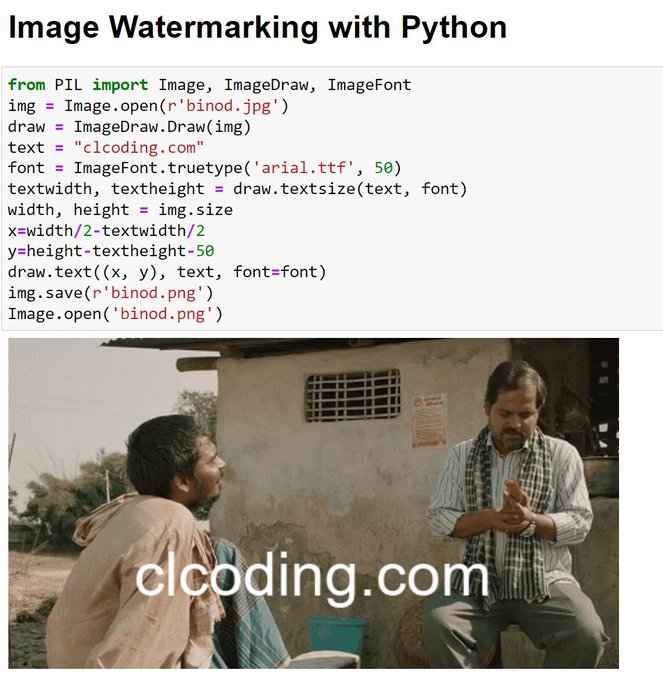 Image Watermarking with Python
from PIL import Image, ImageDraw, ImageFont
img = Image.open(r'binod.jpg')
draw = ImageDraw.Draw(img)
text = "clcoding.com"
font = ImageFont.truetype('arial.ttf', 50)
textwidth, textheight = draw.textsize(text, font)
width, height = img.size
x=width/2-textwidth/2
y=height-textheight-50
draw.text((x, y), text, font=font)
img.save(r'binod.png')
Image.open('binod.png')
clcoding.com